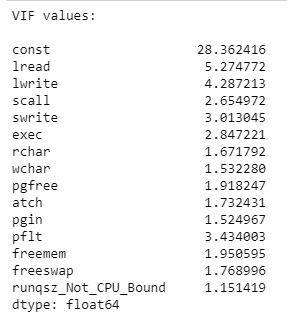 VIF values:
const 28.362416
lread 5.274772
lwrite 4.287213
scall 2.654972
swrite 3.013045
exec 2.847221
rchar 1.671792
wchar 1.532280
pgfree 1.918247
atch 1.732431
pgin 1.524967
pflt 3.434003
freemem 1.950595
freeswap 1.768996
runqsz_Not_CPU_Bound 1.151419
dtype: float64